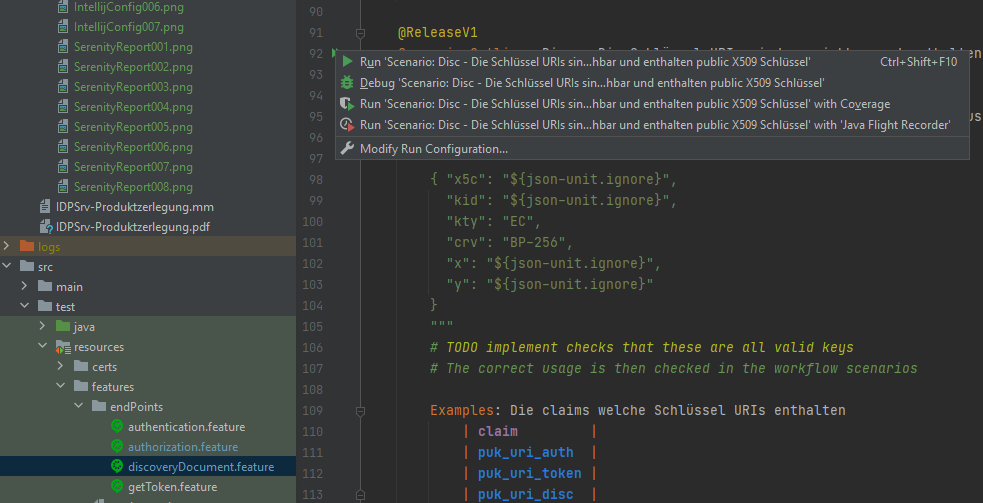 IntellijConfig006.png
IntellijConfig007.png
SerenityReport001.png
SerenityReport002.png
SerenityReport003.png
SerenityReport004.png
SerenityReport005.png
SerenityReport006.png
SerenityReport007.png
SerenityReport008.png
IDPSrv-Produktzerlegung.mm
IDPSrv-Produktzerlegung.pdf
logs
src
main
test
java
resources
certs
features
endPoints
authentication.feature
authorization.feature
discoveryDocument.feature
getToken.feature
90
91 @ReleaseV1
92
Run 'Scenario: Disc - Die Schlüssel URIs sin...hbar und enthalten public X509 Schlüssel' Ctrl+Shift+F10
93
Debug 'Scenario: Disc - Die Schlüssel URIs sin...hbar und enthalten public X509 Schlüssel'
94
Run 'Scenario: Disc - Die Schlüssel URIs sin...hbar und enthalten public X509 Schlüssel' with Coverage
95
Run 'Scenario: Disc - Die Schlüssel URIs sin...hbar und enthalten public X509 Schlüssel' with 'Java Flight Recorder'
96
Modify Run Configuration...
97
98 { "x5c": "${json-unit.ignore}",
99 "kid": "${json-unit.ignore}",
100 "kty": "EC",
101 "crv": "BP-256",
102 "x": "${json-unit.ignore}",
103 "y": "${json-unit.ignore}"
104 }
105 """
106 # TODO implement checks that these are all valid keys
107 # The correct usage is then checked in the workflow scenarios
108
109 Examples: Die claims welche Schlüssel URIs enthalten
110 | claim |
111 | puk_uri_auth |
112 | puk_uri_token |
113 | puk_uri_disc |